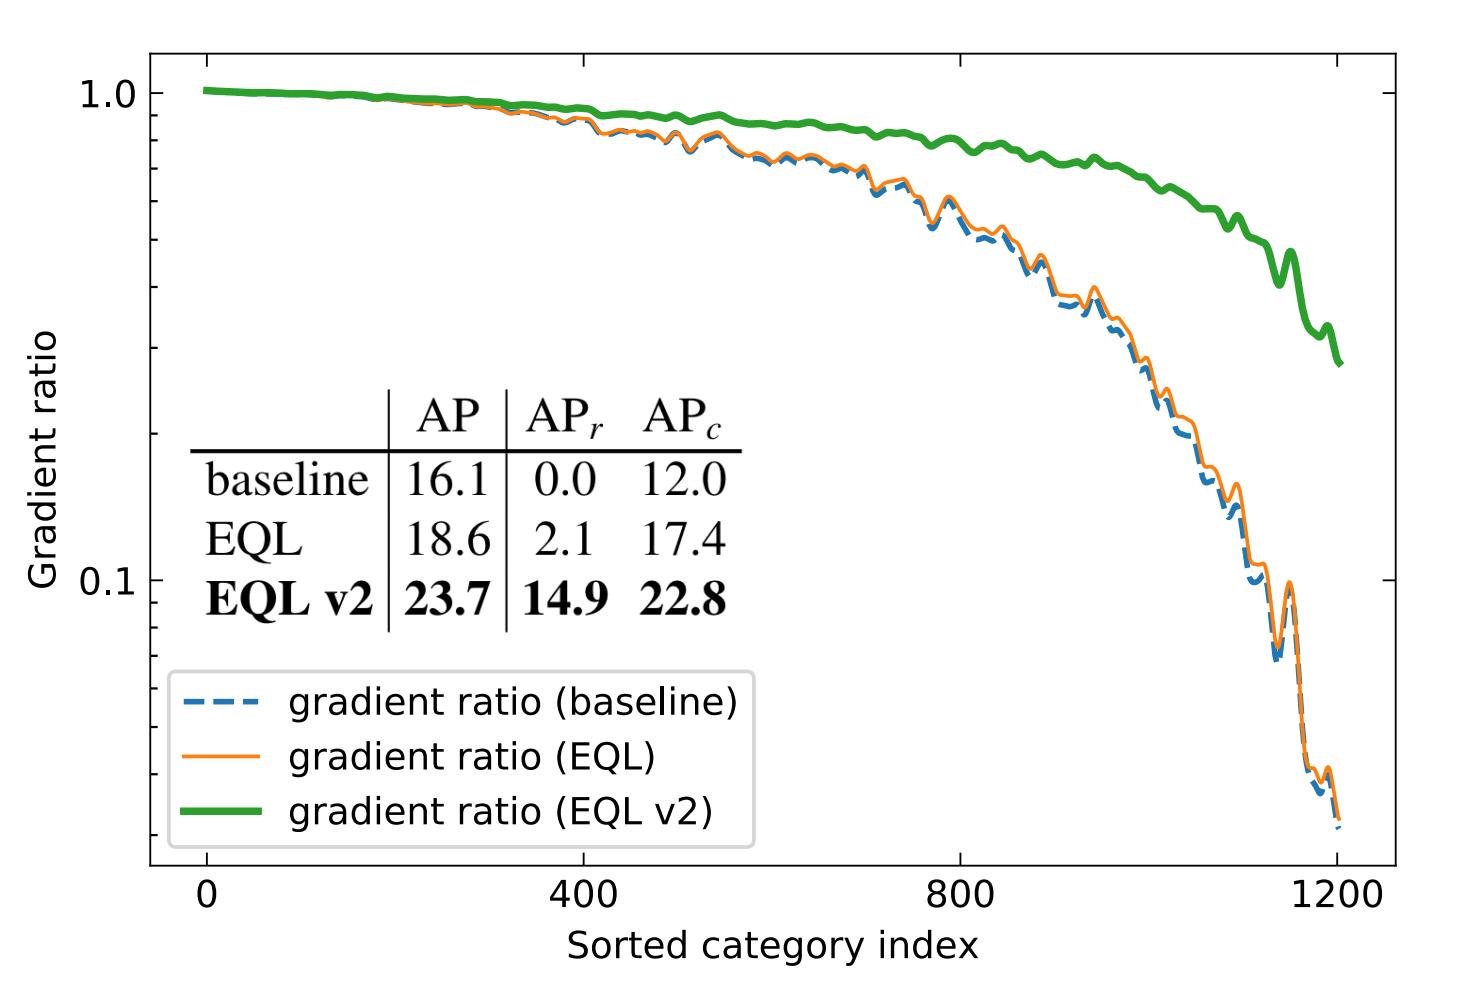 1.0
0.1
Gradient ratio
AP AP_r AP_c
baseline 16.1 0.0 12.0
EQL 18.6 2.1 17.4
EQL v2 23.7 14.9 22.8
gradient ratio (baseline)
gradient ratio (EQL)
gradient ratio (EQL v2)
0 400 800 1200
Sorted category index